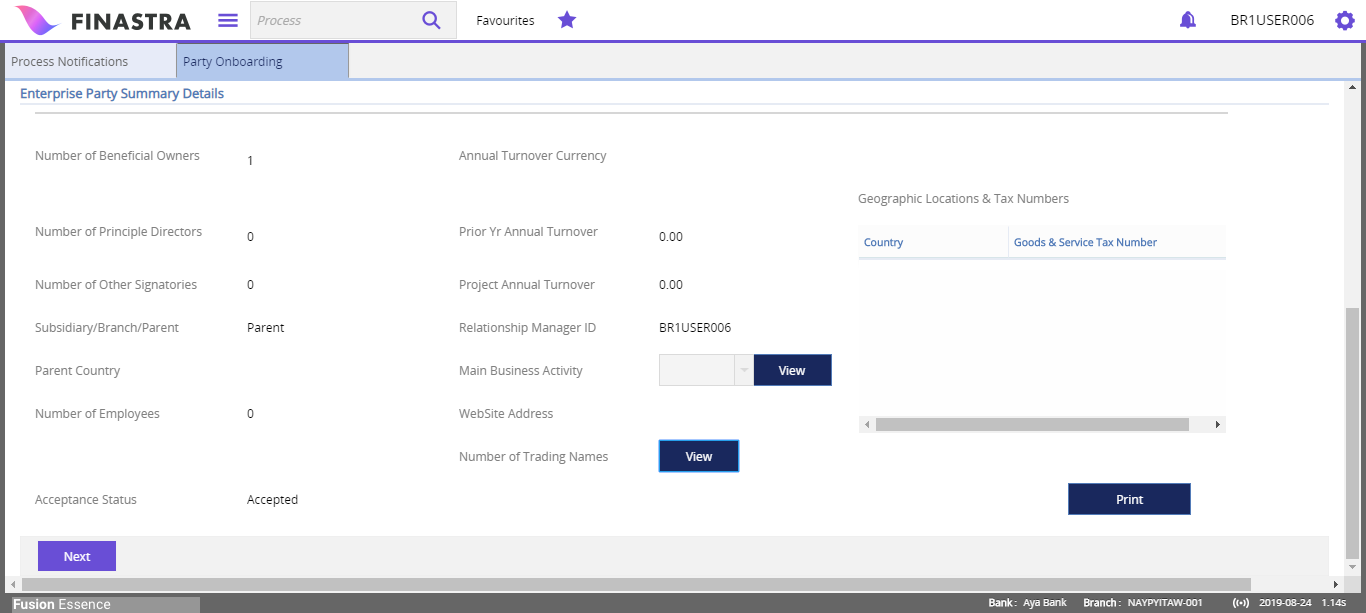 FINASTRA
Process
Favourites
BR1USER006
Process Notifications
Party Onboarding
Enterprise Party Summary Details
Number of Beneficial Owners 1 Annual Turnover Currency
Geographic Locations & Tax Numbers
Number of Principle Directors 0 Prior Yr Annual Turnover 0.00
Country Goods & Service Tax Number
Number of Other Signatories 0 Project Annual Turnover 0.00
Subsidiary/Branch/Parent Parent Relationship Manager ID BR1USER006
Parent Country Main Business Activity View
Number of Employees 0 WebSite Address
Number of Trading Names View
Acceptance Status Accepted Print
Next
Fusion Essence Bank : Aya Bank Branch : NAYPYITAW-001 2019-08-24 1.14s